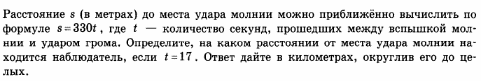 Расстояние s (в метрах) до места удара молнии можно приближённо вычислить по
формуле s=330t, где t — количество секунд, прошедших между вспышкой мол-
нии и ударом грома. Определите, на каком расстоянии от места удара молнии на-
ходится наблюдатель, если t=17. Ответ дайте в километрах, округлив его до це-
лых.